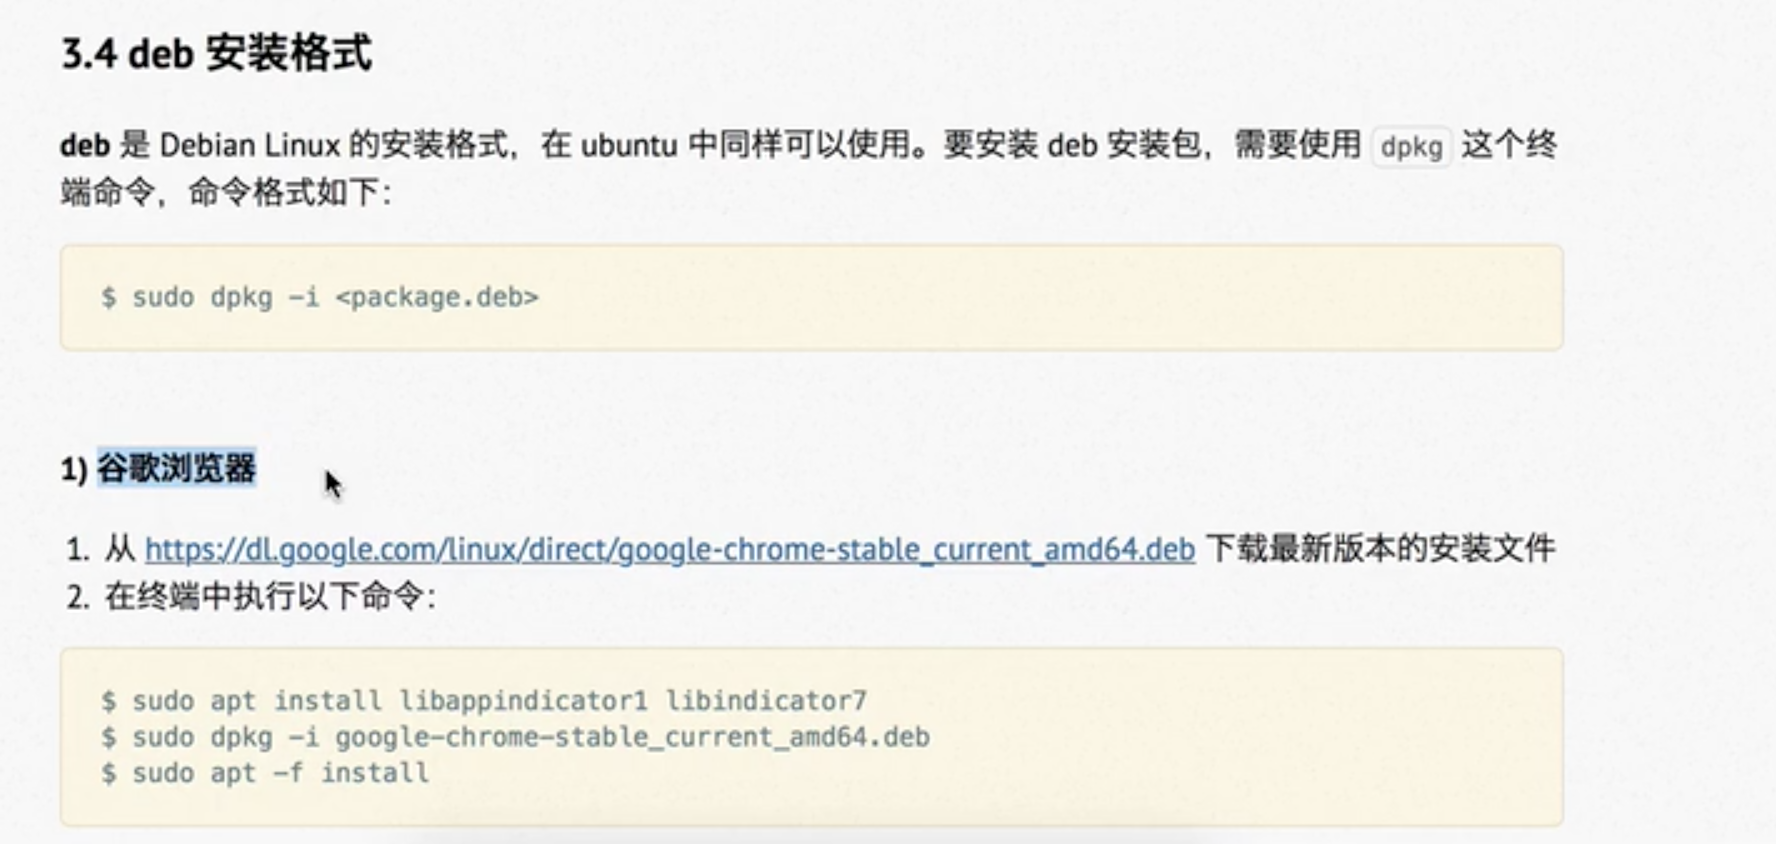 3.4 deb 安装格式
deb 是 Debian Linux 的安装格式，在 ubuntu 中同样可以使用。要安装 deb 安装包，需要使用 dpkg 这个终
端命令，命令格式如下：
$ sudo dpkg -i <package.deb>
1) 谷歌浏览器
1. 从 https://dl.google.com/linux/direct/google-chrome-stable_current_amd64.deb 下载最新版本的安装文件
2. 在终端中执行以下命令：
$ sudo apt install libappindicator1 libindicator7
$ sudo dpkg -i google-chrome-stable_current_amd64.deb
$ sudo apt -f install